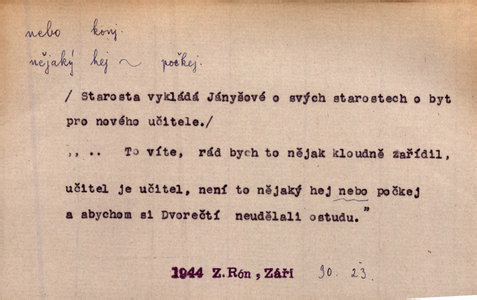 nebo konj.
nějaký hej ~ počkej.
/ Starosta vykládá Jányšové o svých starostech o byt
pro nového učitele./
,, .. To víte, rád bych to nějak kloudně zařídil,
učitel je učitel, není to nějaký hej nebo počkej
a abychom si Dvorečtí neudělali ostudu."
1944 Z.Rón, Září 90. 23.